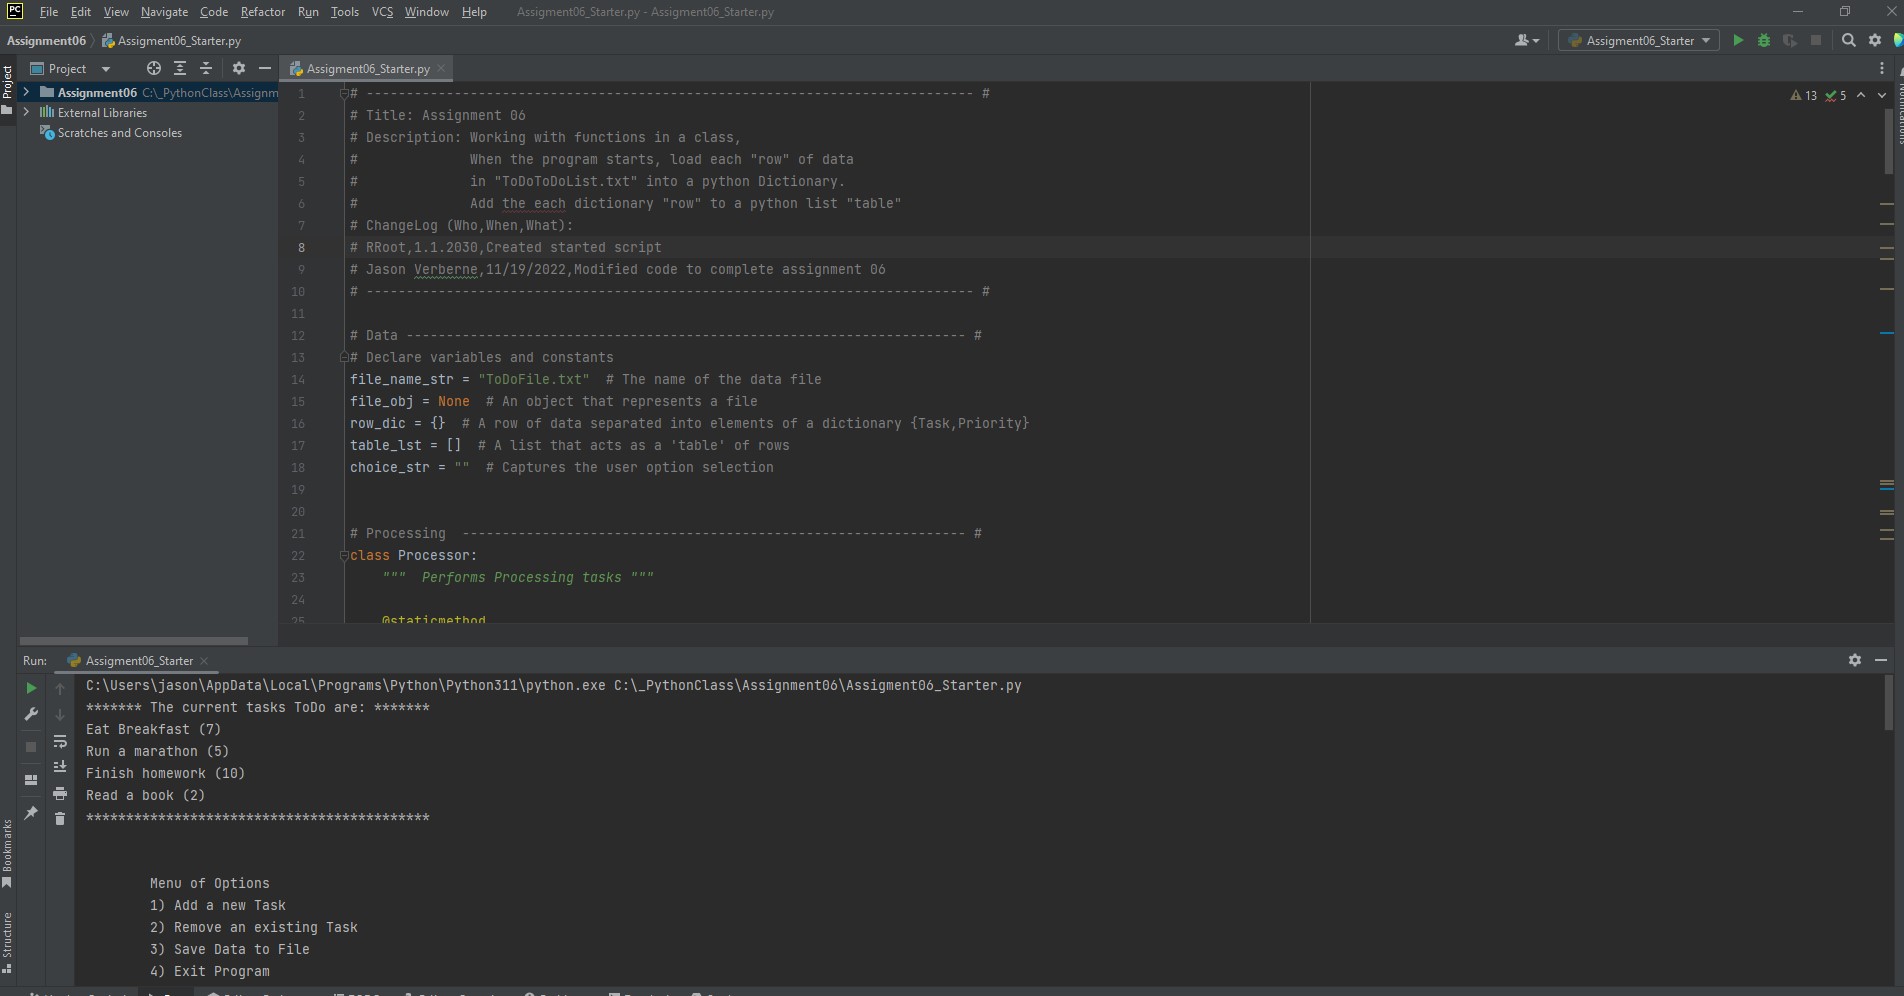 PC File Edit View Navigate Code Refactor Run Tools VCS Window Help Assigment06_Starter.py - Assigment06_Starter.py
Assignment06 Assigment06_Starter.py Assigment06_Starter
Project Project Assigment06_Starter.py
Assignment06 C:\_PythonClass\Assignm
External Libraries
Scratches and Consoles
13 5
Notifications
1 # ---------------------------------------------------------------------------- #
2 # Title: Assignment 06
3 # Description: Working with functions in a class,
4 # When the program starts, load each "row" of data
5 # in "ToDoToDoList.txt" into a python Dictionary.
6 # Add the each dictionary "row" to a python list "table"
7 # ChangeLog (Who,When,What):
8 # RRoot,1.1.2030,Created started script
9 # Jason Verberne,11/19/2022,Modified code to complete assignment 06
10 # ---------------------------------------------------------------------------- #
11
12 # Data ---------------------------------------------------------------------- #
13 # Declare variables and constants
14 file_name_str = "ToDoFile.txt"  # The name of the data file
15 file_obj = None  # An object that represents a file
16 row_dic = {}  # A row of data separated into elements of a dictionary {Task,Priority}
17 table_lst = []  # A list that acts as a 'table' of rows
18 choice_str = ""  # Captures the user option selection
19
20
21 # Processing  --------------------------------------------------------------- #
22 class Processor:
23 """  Performs Processing tasks """
24
25 @staticmethod
Run: Assigment06_Starter
C:\Users\jason\AppData\Local\Programs\Python\Python311\python.exe C:\_PythonClass\Assignment06\Assigment06_Starter.py
******* The current tasks ToDo are: *******
Eat Breakfast (7)
Run a marathon (5)
Finish homework (10)
Read a book (2)
*******************************************
Menu of Options
1) Add a new Task
2) Remove an existing Task
3) Save Data to File
4) Exit Program
Bookmarks
Structure